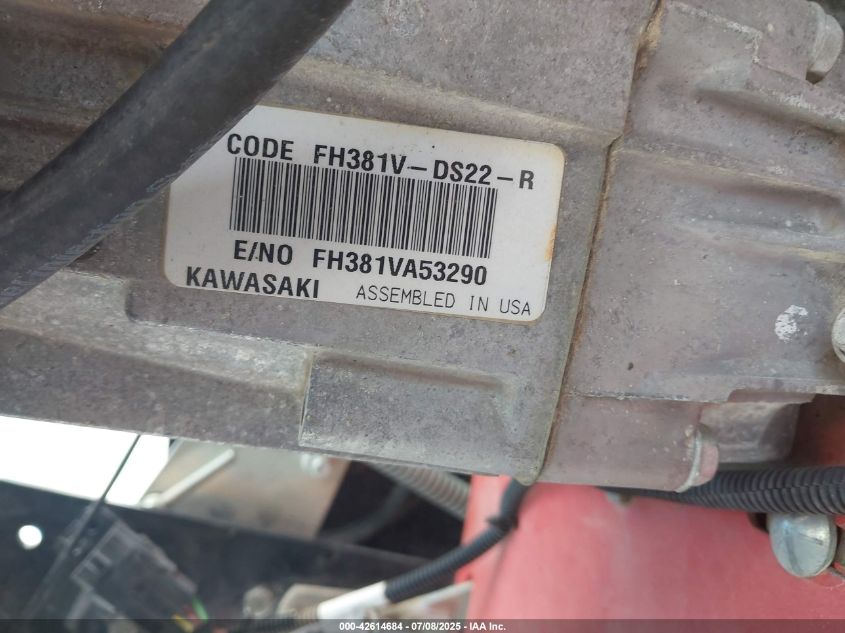 CODE FH381V-DS22-R
E/NO FH381VA53290
KAWASAKI ASSEMBLED IN USA
000-42614684 - 07/08/2025 - IAA Inc.